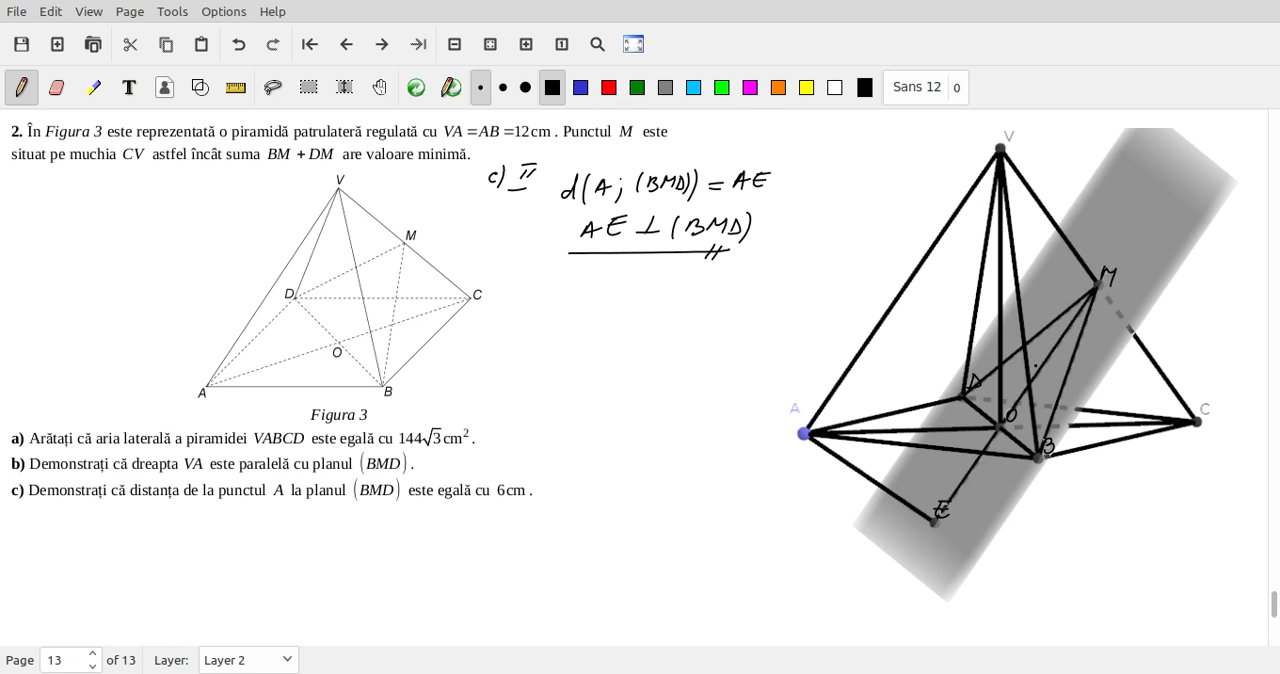 File Edit View Page Tools Options Help
Sans 12 0
2. În Figura 3 este reprezentată o piramidă patrulateră regulată cu VA = AB = 12 cm . Punctul M este
situat pe muchia CV astfel încât suma BM + DM are valoare minimă.
V
M
D
C
O
A
B
Figura 3
a) Arătați că aria laterală a piramidei VABCD este egală cu 144√3 cm².
b) Demonstrați că dreapta VA este paralelă cu planul (BMD).
c) Demonstrați că distanța de la punctul A la planul (BMD) este egală cu 6 cm .
c) II d(A; (BMD)) = AE
AE ⊥ (BMD)
V
M
D
A
O
C
B
E
Page 13 of 13 Layer: Layer 2